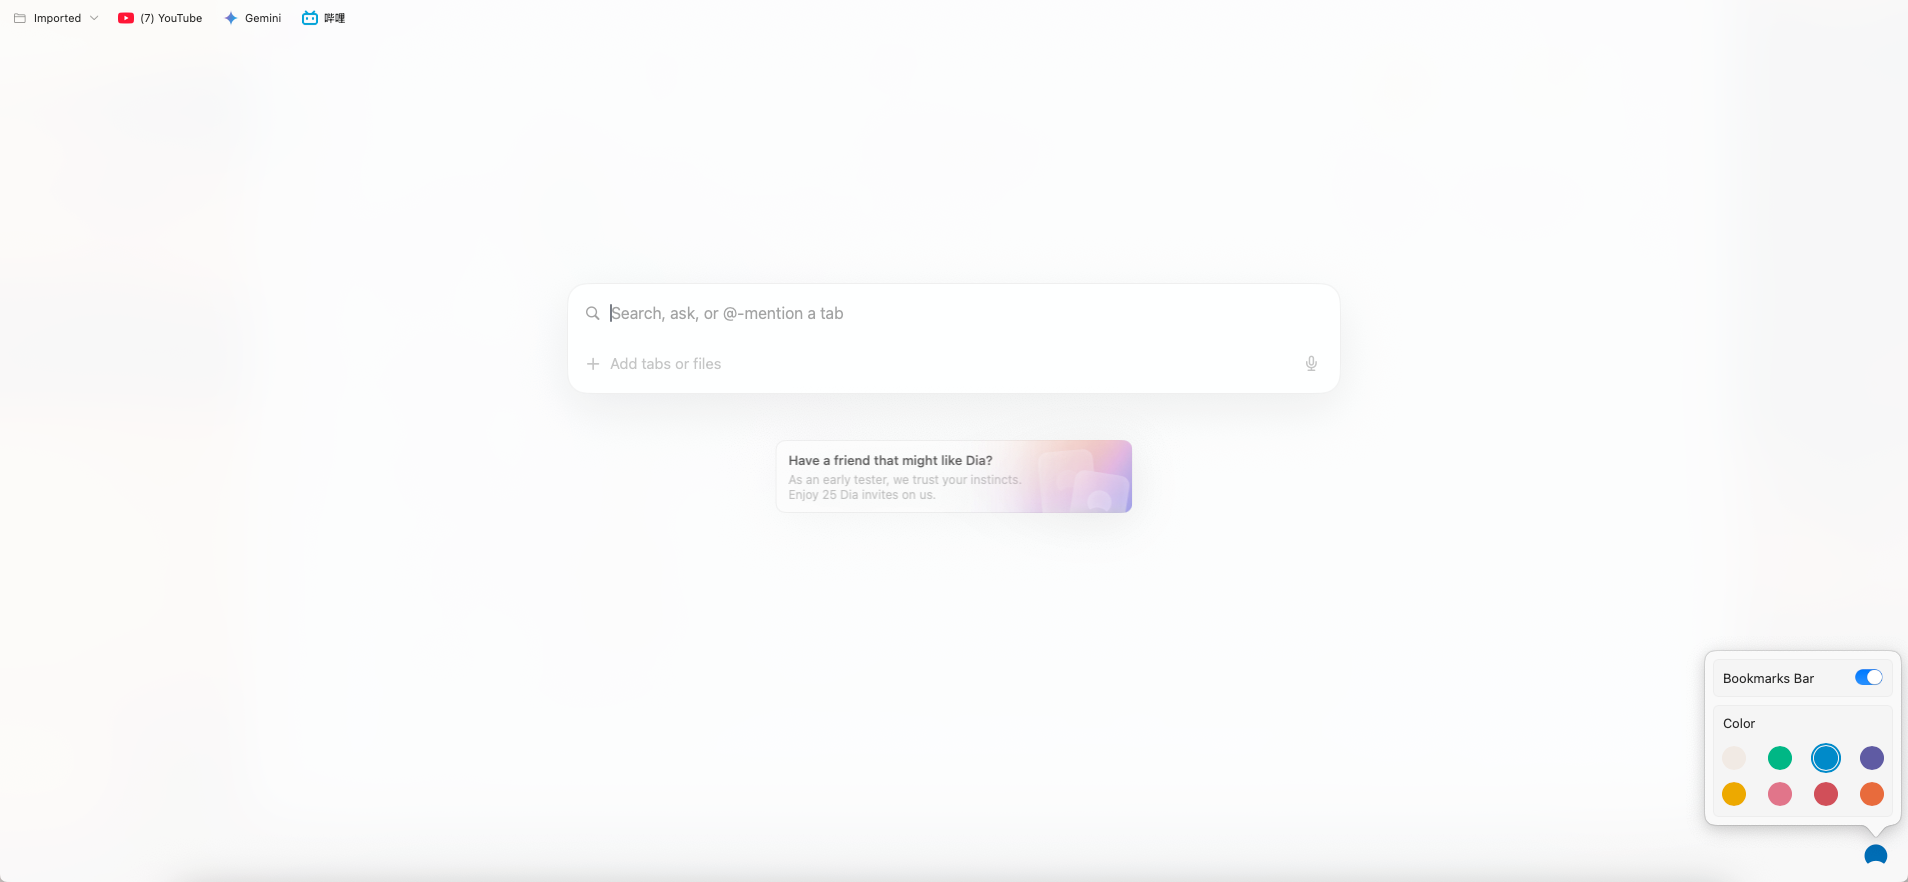 Imported
(7) YouTube
Gemini
哔哩
Search, ask, or @-mention a tab
Add tabs or files
Have a friend that might like Dia?
As an early tester, we trust your instincts.
Enjoy 25 Dia invites on us.
Bookmarks Bar
Color